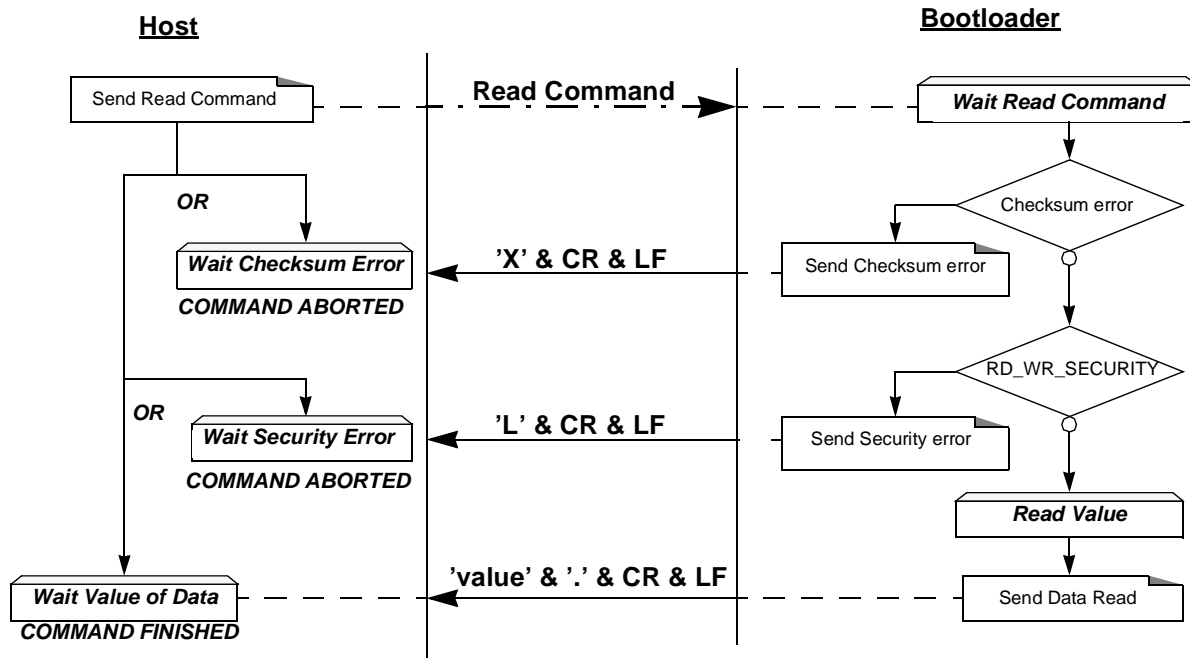 Host
Bootloader
Send Read Command
Read Command
Wait Read Command
OR
Checksum error
Wait Checksum Error
’X’ & CR & LF
Send Checksum error
COMMAND ABORTED
RD_WR_SECURITY
OR
Wait Security Error
’L’ & CR & LF
Send Security error
COMMAND ABORTED
Read Value
Wait Value of Data
’value’ & ’.’ & CR & LF
Send Data Read
COMMAND FINISHED